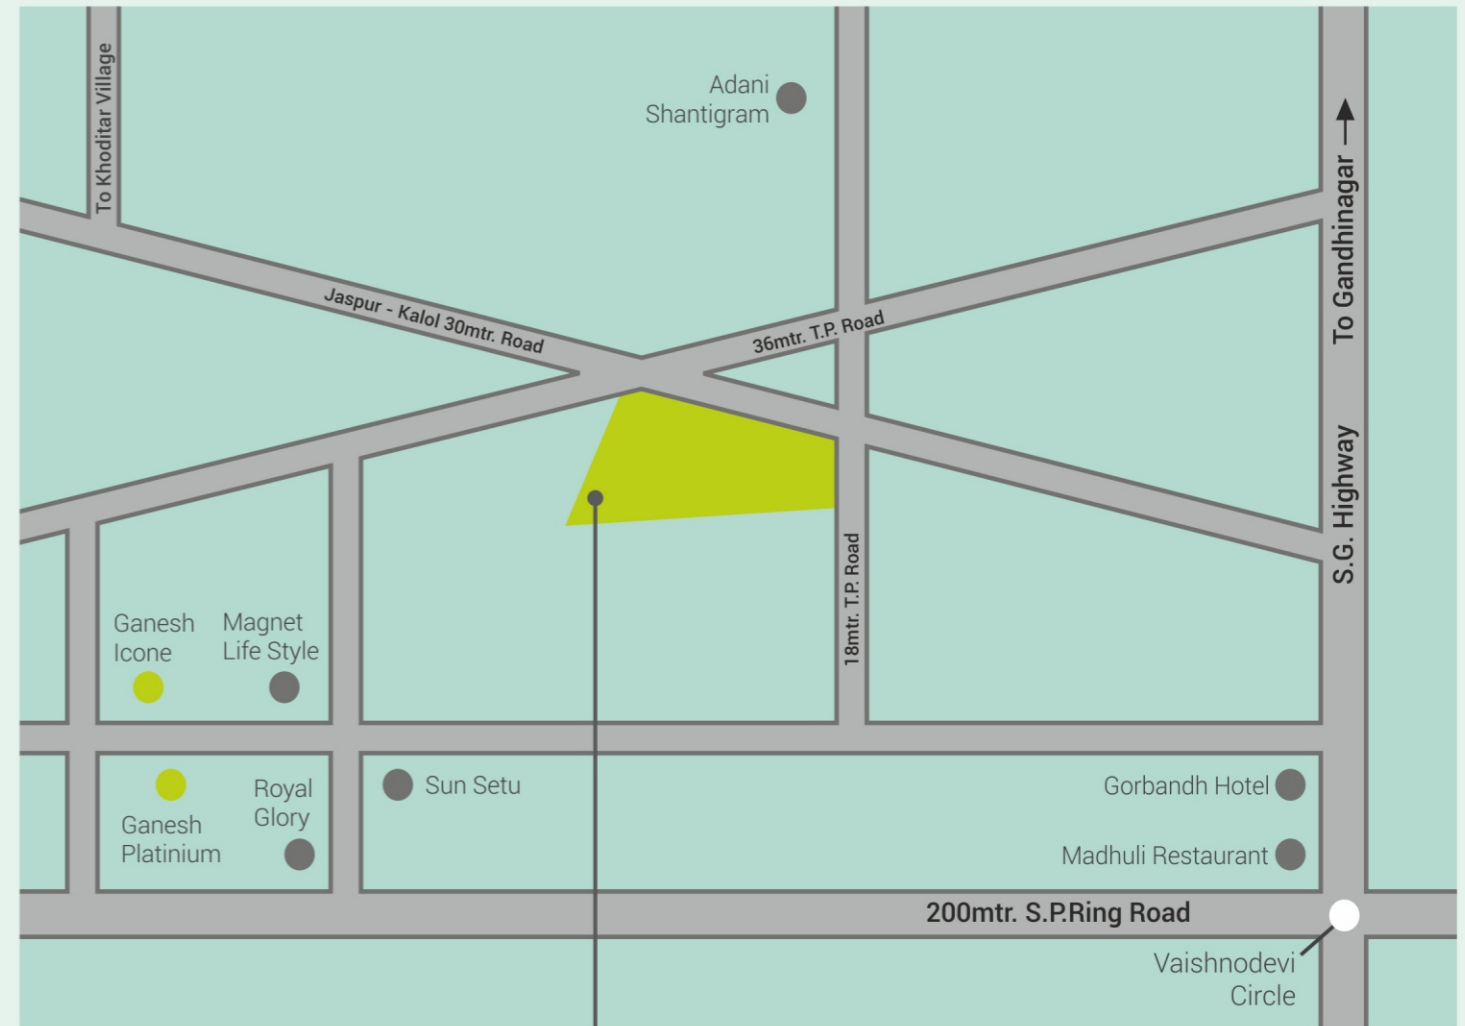 To Khoditar Village
Adani
Shantigram
To Gandhinagar
Jaspur - Kalol 30mtr. Road
36mtr. T.P. Road
S.G. Highway
18mtr. T.P. Road
Ganesh
Icone
Magnet
Life Style
Ganesh
Platinium
Royal
Glory
Sun Setu
Gorbandh Hotel
Madhuli Restaurant
200mtr. S.P.Ring Road
Vaishnodevi
Circle